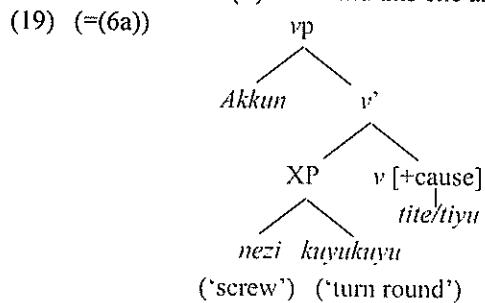 (19) (=(6a))
vp
Akkun v'
XP v [+cause]
tite/tiyu
nezi kuyukuyu
('screw') ('turn round')